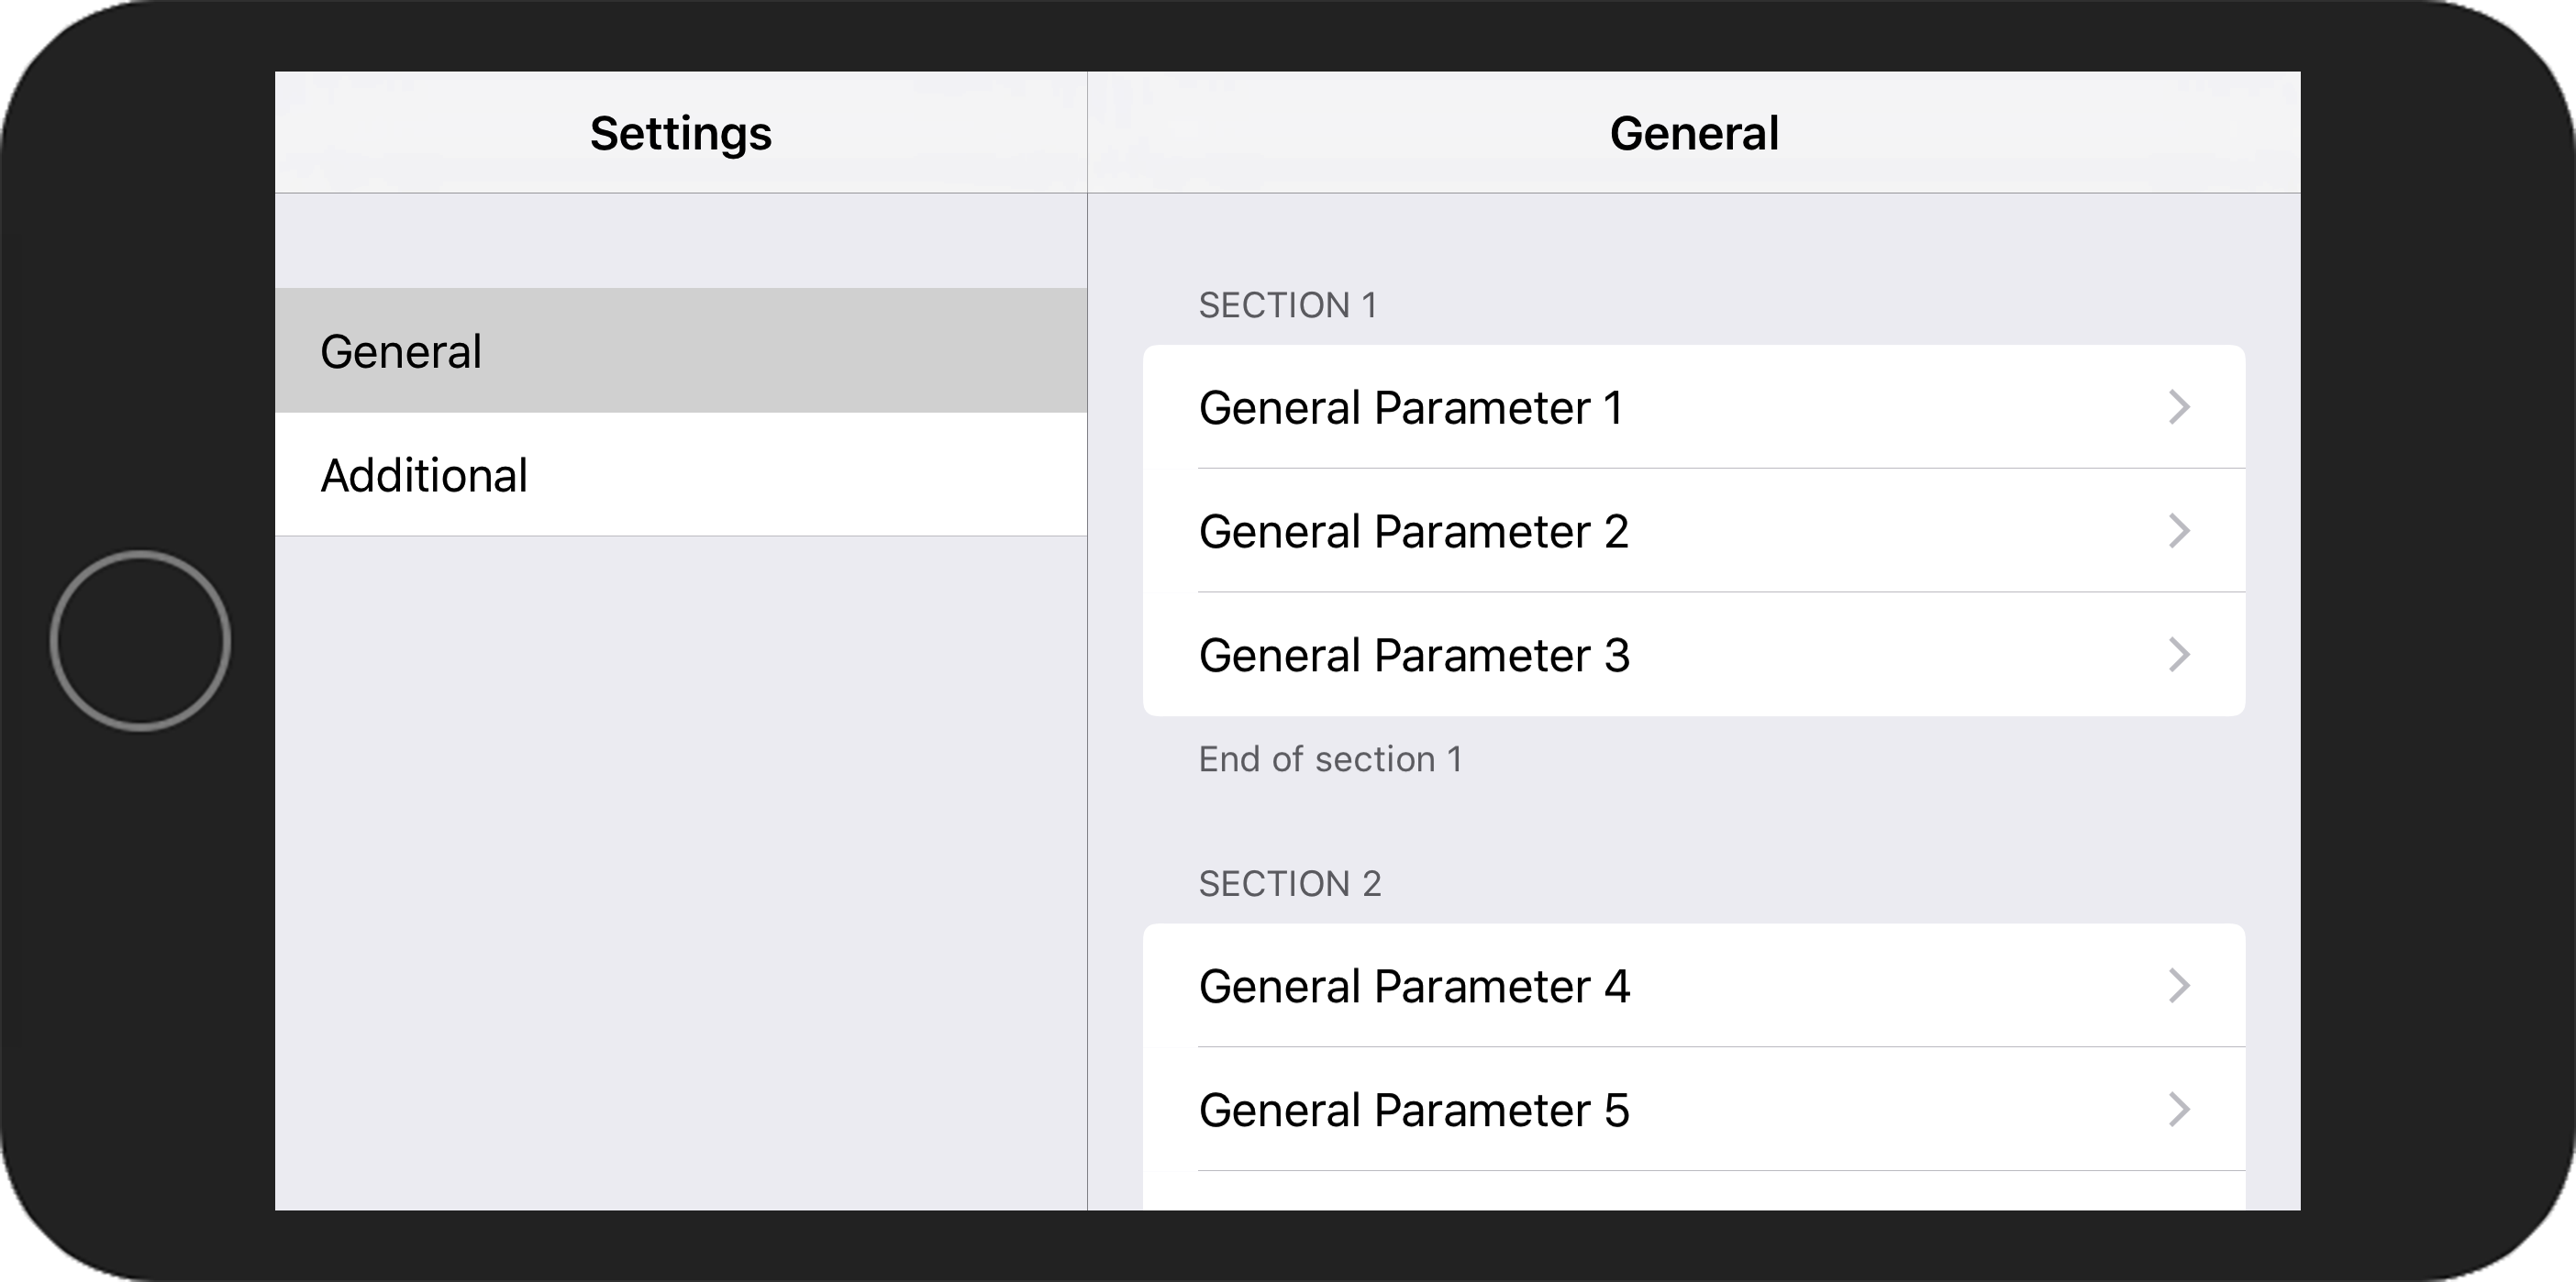 Settings
General
Additional
General
SECTION 1
General Parameter 1
General Parameter 2
General Parameter 3
End of section 1
SECTION 2
General Parameter 4
General Parameter 5